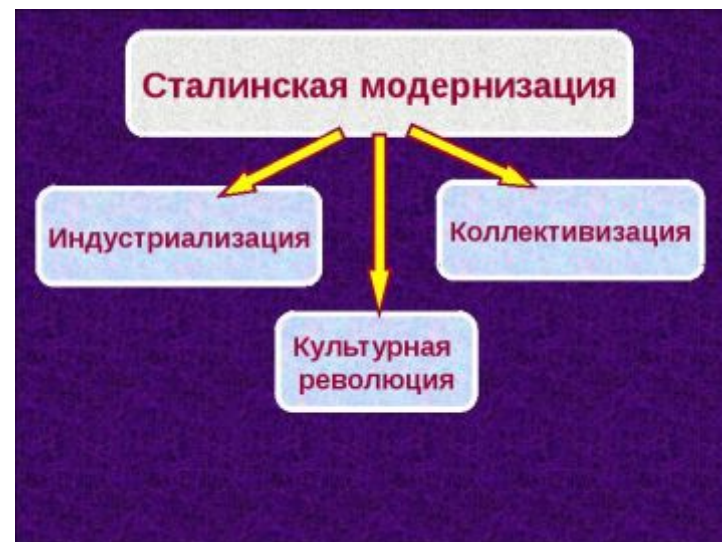 Сталинская модернизация
Индустриализация
Коллективизация
Культурная
революция